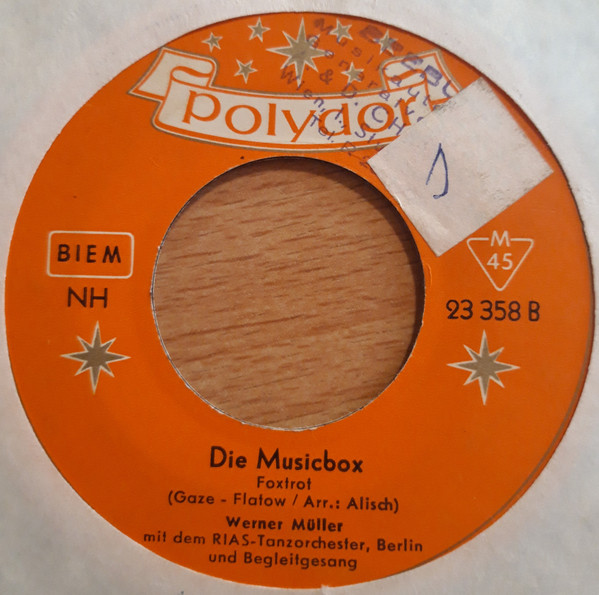 polydor
BIEM
NH
M
45
23 358 B
Die Musicbox
Foxtrot
(Gaze - Flatow / Arr.: Alisch)
Werner Müller
mit dem RIAS-Tanzorchester, Berlin
und Begleitgesang